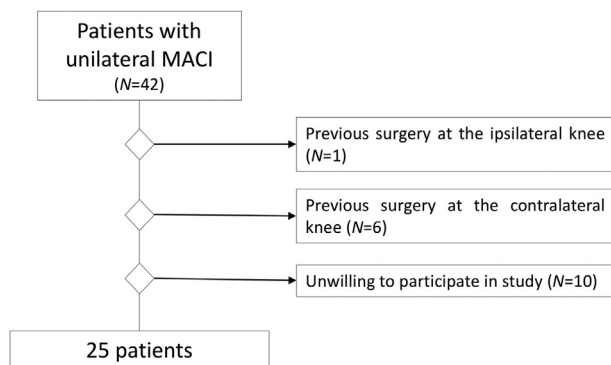 Patients with
unilateral MACI
(N=42)
Previous surgery at the ipsilateral knee
(N=1)
Previous surgery at the contralateral
knee (N=6)
Unwilling to participate in study (N=10)
25 patients